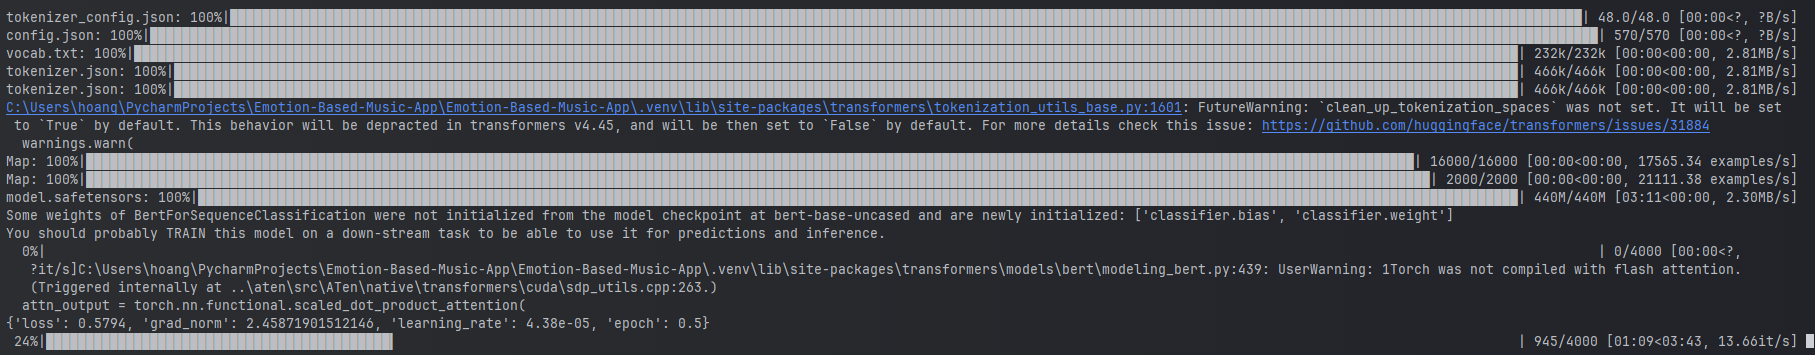 tokenizer_config.json: 100%| | 48.0/48.0 [00:00<?, ?B/s]
config.json: 100%| | 570/570 [00:00<?, ?B/s]
vocab.txt: 100%| | 232k/232k [00:00<00:00, 2.81MB/s]
tokenizer.json: 100%| | 466k/466k [00:00<00:00, 2.81MB/s]
tokenizer.json: 100%| | 466k/466k [00:00<00:00, 2.81MB/s]
C:\Users\hoang\PycharmProjects\Emotion-Based-Music-App\Emotion-Based-Music-App\.venv\lib\site-packages\transformers\tokenization_utils_base.py:1601: FutureWarning: `clean_up_tokenization_spaces` was not set. It will be set
to `True` by default. This behavior will be depracted in transformers v4.45, and will be then set to `False` by default. For more details check this issue: https://github.com/huggingface/transformers/issues/31884
warnings.warn(
Map: 100%| | 16000/16000 [00:00<00:00, 17565.34 examples/s]
Map: 100%| | 2000/2000 [00:00<00:00, 21111.38 examples/s]
model.safetensors: 100%| | 440M/440M [03:11<00:00, 2.30MB/s]
Some weights of BertForSequenceClassification were not initialized from the model checkpoint at bert-base-uncased and are newly initialized: ['classifier.bias', 'classifier.weight']
You should probably TRAIN this model on a down-stream task to be able to use it for predictions and inference.
0%| | 0/4000 [00:00<?,
?it/s]C:\Users\hoang\PycharmProjects\Emotion-Based-Music-App\Emotion-Based-Music-App\.venv\lib\site-packages\transformers\models\bert\modeling_bert.py:439: UserWarning: 1Torch was not compiled with flash attention.
(Triggered internally at ..\aten\src\ATen\native\transformers\cuda\sdp_utils.cpp:263.)
attn_output = torch.nn.functional.scaled_dot_product_attention(
{'loss': 0.5794, 'grad_norm': 2.45871901512146, 'learning_rate': 4.38e-05, 'epoch': 0.5}
24%| | 945/4000 [01:09<03:43, 13.66it/s]